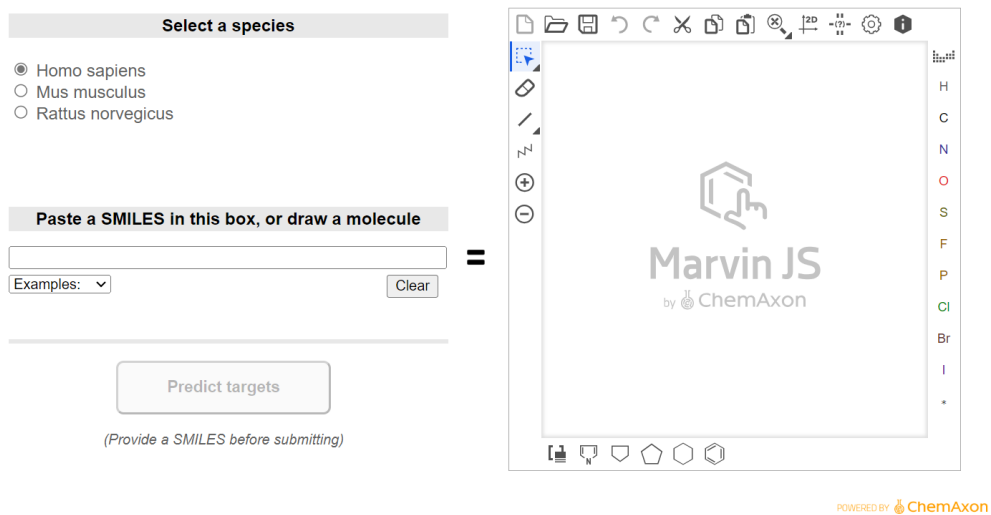 Select a species
Homo sapiens
Mus musculus
Rattus norvegicus
Paste a SMILES in this box, or draw a molecule
Examples:
Clear
=
Predict targets
(Provide a SMILES before submitting)
2D
(?)
H
C
N
O
S
F
P
Cl
Br
I
*
Marvin JS
by ChemAxon
N
POWERED BY ChemAxon